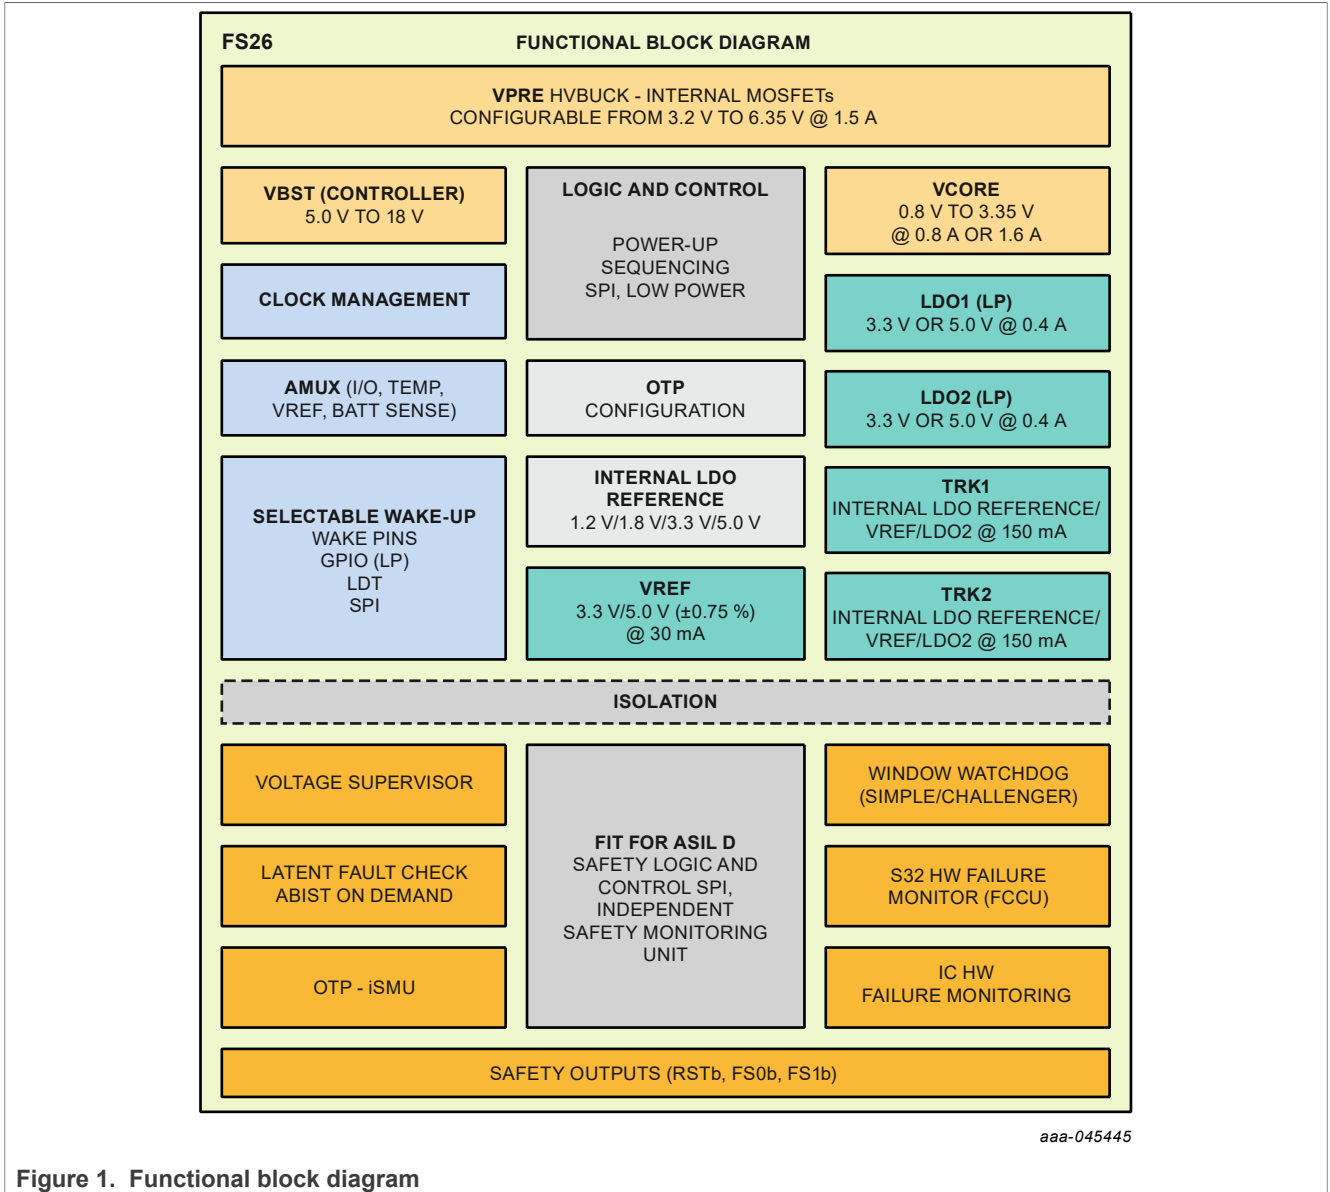 FS26
FUNCTIONAL BLOCK DIAGRAM
VPRE HVBUCK - INTERNAL MOSFETs
CONFIGURABLE FROM 3.2 V TO 6.35 V @ 1.5 A
VBST (CONTROLLER)
5.0 V TO 18 V
LOGIC AND CONTROL
POWER-UP
SEQUENCING
SPI, LOW POWER
VCORE
0.8 V TO 3.35 V
@ 0.8 A OR 1.6 A
CLOCK MANAGEMENT
LDO1 (LP)
3.3 V OR 5.0 V @ 0.4 A
AMUX (I/O, TEMP,
VREF, BATT SENSE)
OTP
CONFIGURATION
LDO2 (LP)
3.3 V OR 5.0 V @ 0.4 A
SELECTABLE WAKE-UP
WAKE PINS
GPIO (LP)
LDT
SPI
INTERNAL LDO
REFERENCE
1.2 V/1.8 V/3.3 V/5.0 V
TRK1
INTERNAL LDO REFERENCE/
VREF/LDO2 @ 150 mA
VREF
3.3 V/5.0 V (±0.75 %)
@ 30 mA
TRK2
INTERNAL LDO REFERENCE/
VREF/LDO2 @ 150 mA
ISOLATION
VOLTAGE SUPERVISOR
FIT FOR ASIL D
SAFETY LOGIC AND
CONTROL SPI,
INDEPENDENT
SAFETY MONITORING
UNIT
WINDOW WATCHDOG
(SIMPLE/CHALLENGER)
LATENT FAULT CHECK
ABIST ON DEMAND
S32 HW FAILURE
MONITOR (FCCU)
OTP - iSMU
IC HW
FAILURE MONITORING
SAFETY OUTPUTS (RSTb, FS0b, FS1b)
aaa-045445
Figure 1. Functional block diagram